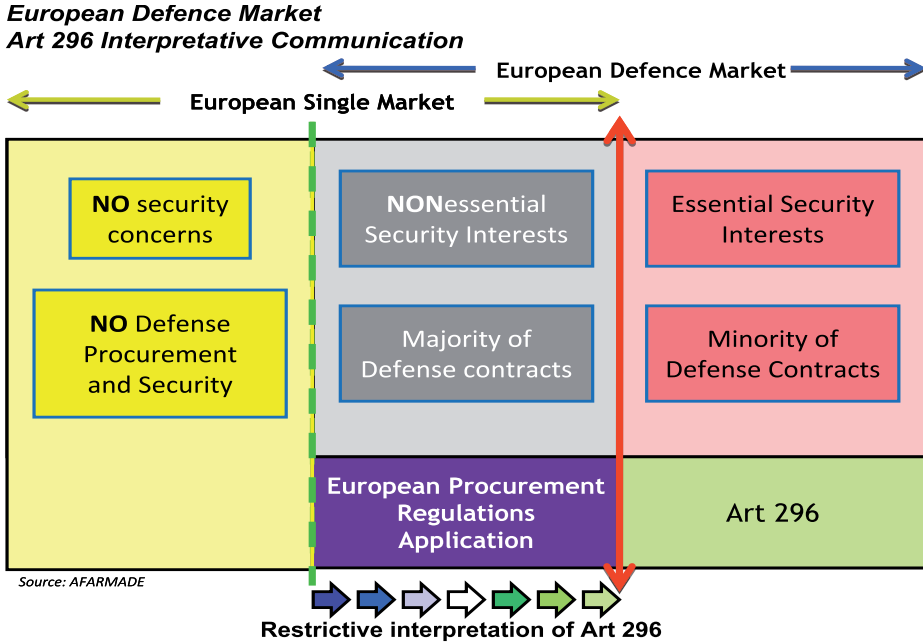 European Defence Market
Art 296 Interpretative Communication
European Defence Market
European Single Market
NO security
concerns
NO Defense
Procurement
and Security
NONessential
Security Interests
Majority of
Defense contracts
Essential Security
Interests
Minority of
Defense Contracts
European Procurement
Regulations
Application
Art 296
Source: AFARMADE
Restrictive interpretation of Art 296